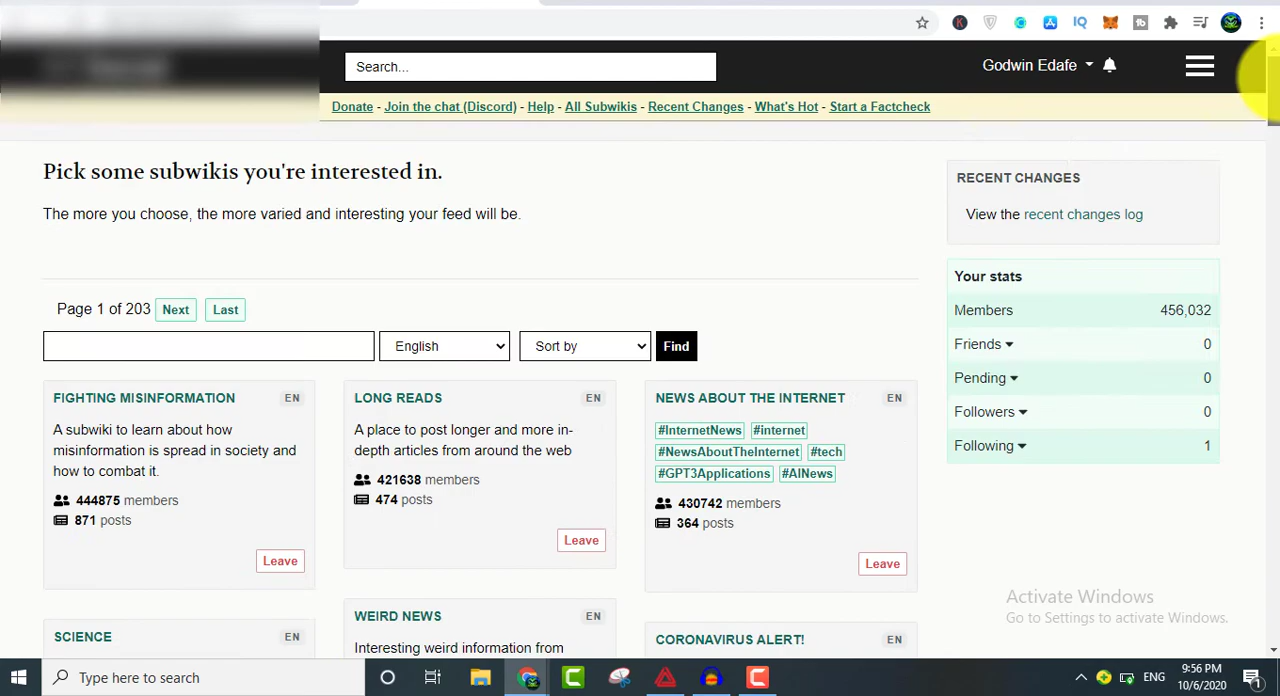 Search...
Godwin Edafe
Donate - Join the chat (Discord) - Help - All Subwikis - Recent Changes - What's Hot - Start a Factcheck
Pick some subwikis you're interested in.
The more you choose, the more varied and interesting your feed will be.
Page 1 of 203 Next Last
English Sort by Find
FIGHTING MISINFORMATION EN
A subwiki to learn about how
misinformation is spread in society and
how to combat it.
444875 members
871 posts
Leave
LONG READS EN
A place to post longer and more in-
depth articles from around the web
421638 members
474 posts
Leave
NEWS ABOUT THE INTERNET EN
#InternetNews #internet
#NewsAboutTheInternet #tech
#GPT3Applications #AINews
430742 members
364 posts
Leave
SCIENCE EN
WEIRD NEWS EN
Interesting weird information from
CORONAVIRUS ALERT! EN
RECENT CHANGES
View the recent changes log
Your stats
Members 456,032
Friends 0
Pending 0
Followers 0
Following 1
Activate Windows
Go to Settings to activate Windows.
Type here to search
ENG
9:56 PM
10/6/2020
1